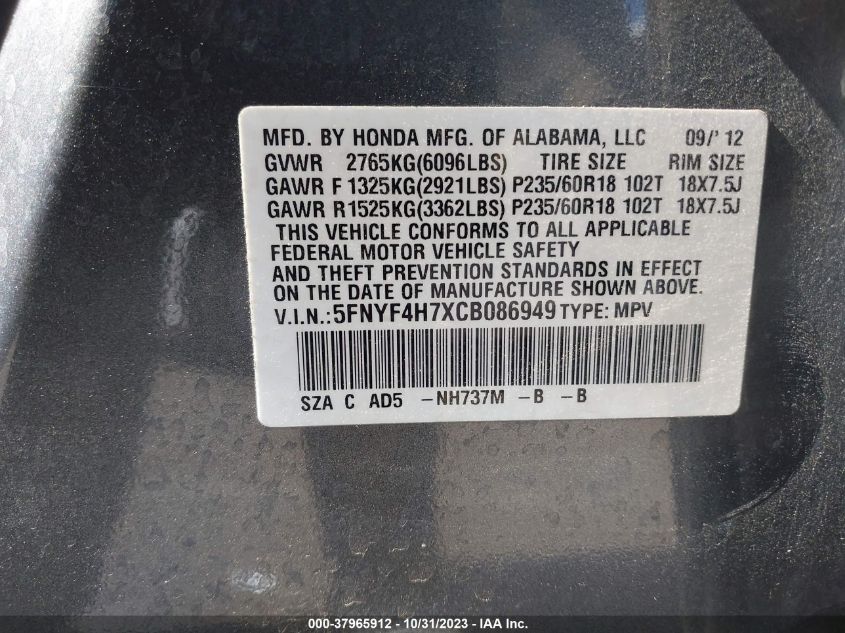 MFD. BY HONDA MFG. OF ALABAMA, LLC 09/'12
GVWR 2765KG(6096LBS) TIRE SIZE RIM SIZE
GAWR F 1325KG(2921LBS) P235/60R18 102T 18X7.5J
GAWR R1525KG(3362LBS) P235/60R18 102T 18X7.5J
THIS VEHICLE CONFORMS TO ALL APPLICABLE
FEDERAL MOTOR VEHICLE SAFETY
AND THEFT PREVENTION STANDARDS IN EFFECT
ON THE DATE OF MANUFACTURE SHOWN ABOVE.
V.I.N.:5FNYF4H7XCB086949 TYPE: MPV
SZA C AD5 -NH737M -B -B
000-37965912 - 10/31/2023 - IAA Inc.